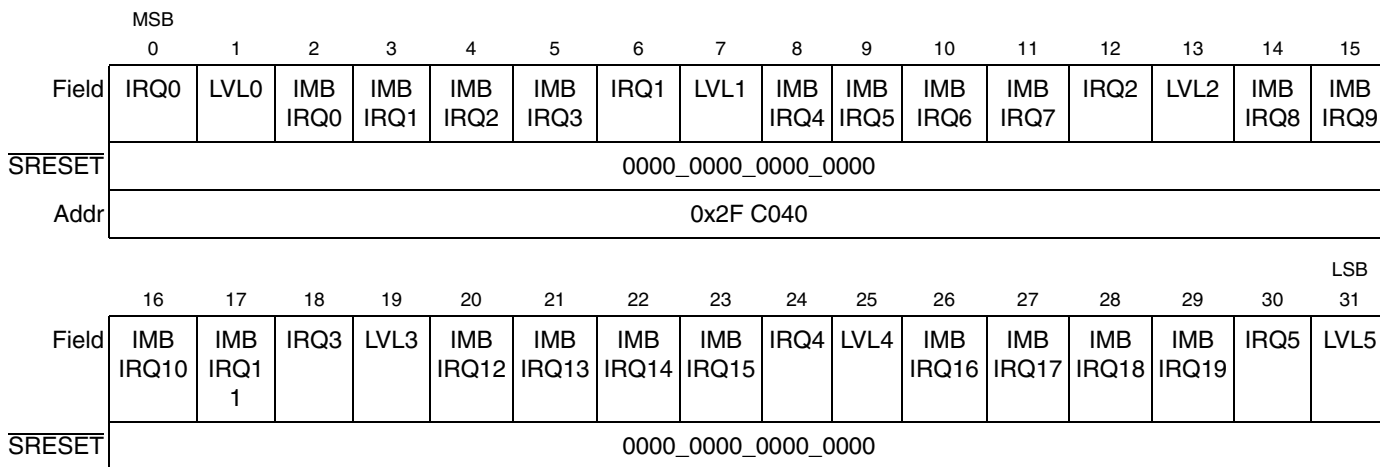 MSB
0 1 2 3 4 5 6 7 8 9 10 11 12 13 14 15
Field IRQ0 LVL0 IMB IMB IMB IMB IRQ1 LVL1 IMB IMB IMB IMB IRQ2 LVL2 IMB IMB
IRQ0 IRQ1 IRQ2 IRQ3 IRQ4 IRQ5 IRQ6 IRQ7 IRQ8 IRQ9
SRESET 0000_0000_0000_0000
Addr 0x2F C040
LSB
16 17 18 19 20 21 22 23 24 25 26 27 28 29 30 31
Field IMB IMB IRQ3 LVL3 IMB IMB IMB IMB IRQ4 LVL4 IMB IMB IMB IMB IRQ5 LVL5
IRQ10 IRQ1 IRQ12 IRQ13 IRQ14 IRQ15 IRQ16 IRQ17 IRQ18 IRQ19
1
SRESET 0000_0000_0000_0000